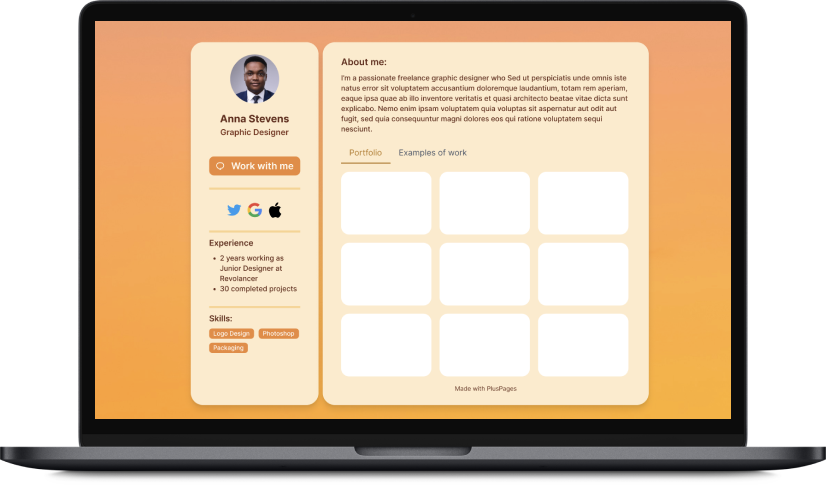 Anna Stevens
Graphic Designer
Work with me
Experience
• 2 years working as
Junior Designer at
Revolancer
• 30 completed projects
Skills:
Logo Design Photoshop
Packaging
About me:
I'm a passionate freelance graphic designer who Sed ut perspiciatis unde omnis iste
natus error sit voluptatem accusantium doloremque laudantium, totam rem aperiam,
eaque ipsa quae ab illo inventore veritatis et quasi architecto beatae vitae dicta sunt
explicabo. Nemo enim ipsam voluptatem quia voluptas sit aspernatur aut odit aut
fugit, sed quia consequuntur magni dolores eos qui ratione voluptatem sequi
nesciunt.
Portfolio Examples of work
Made with PlusPages